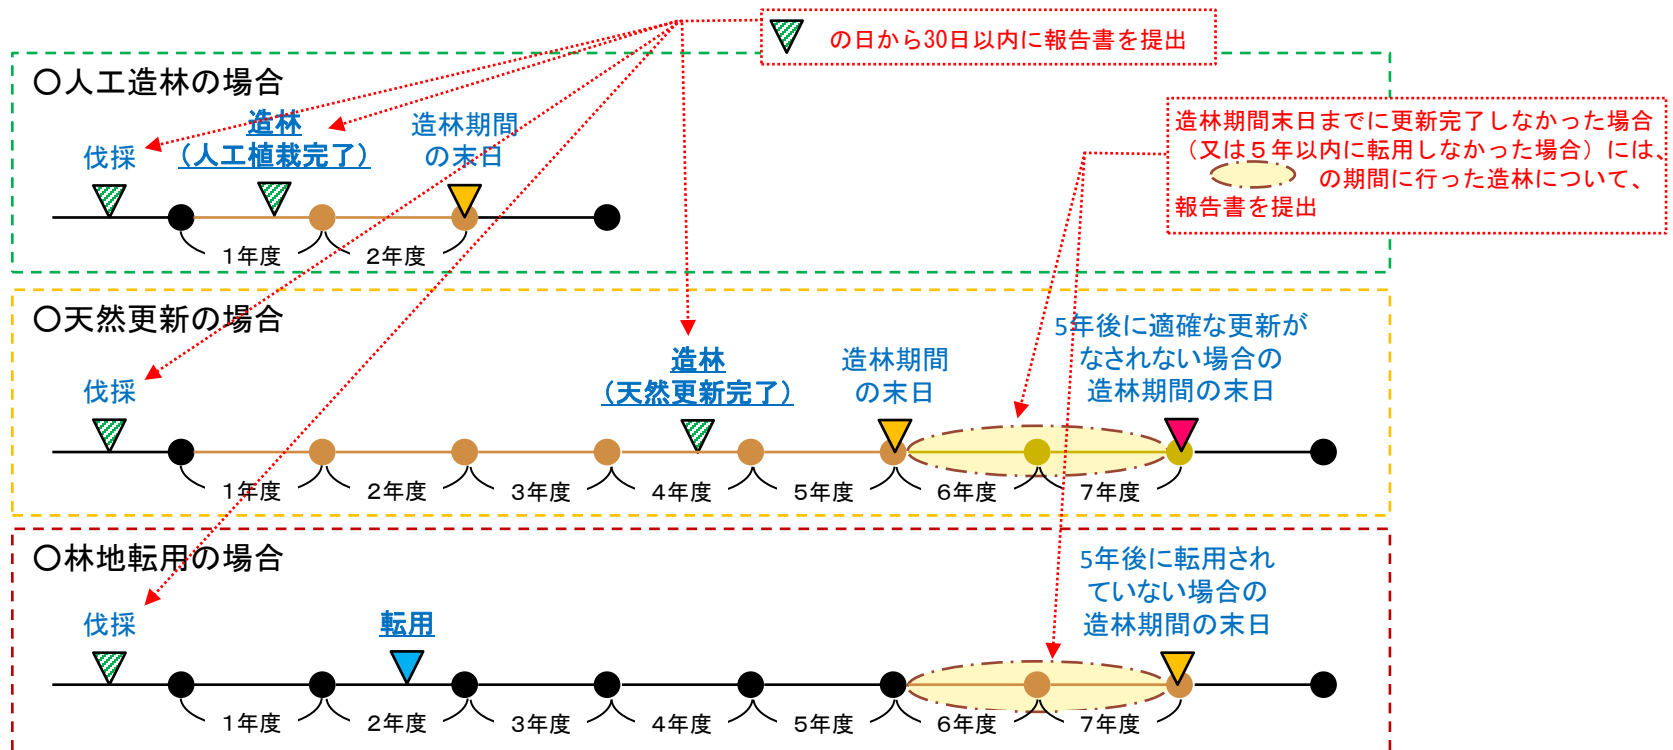 の日から30日以内に報告書を提出
〇人工造林の場合
造林
（人工植栽完了）
造林期間
の末日
伐採
1年度
2年度
造林期間末日までに更新完了しなかった場合
（又は５年以内に転用しなかった場合）には、
の期間に行った造林について、
報告書を提出
〇天然更新の場合
伐採
造林
（天然更新完了）
造林期間
の末日
5年後に適確な更新が
なされない場合の
造林期間の末日
1年度
2年度
3年度
4年度
5年度
6年度
7年度
〇林地転用の場合
伐採
転用
5年後に転用され
ていない場合の
造林期間の末日
1年度
2年度
3年度
4年度
5年度
6年度
7年度